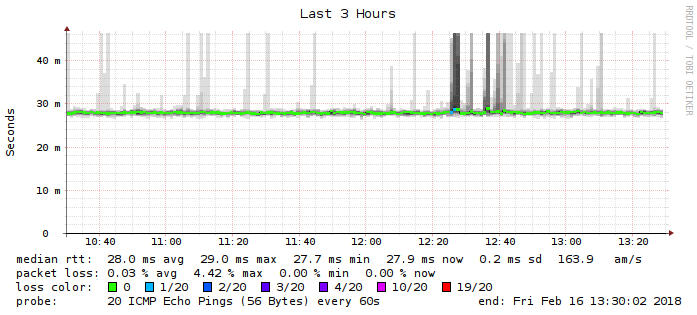 Last 3 Hours
RRDTOOL / TOBI OETIKER
Seconds
40 m
30 m
20 m
10 m
0
10:40 11:00 11:20 11:40 12:00 12:20 12:40 13:00 13:20
median rtt: 28.0 ms avg 29.0 ms max 27.7 ms min 27.9 ms now 0.2 ms sd 163.9 am/s
packet loss: 0.03 % avg 4.42 % max 0.00 % min 0.00 % now
loss color: 0 1/20 2/20 3/20 4/20 10/20 19/20
probe: 20 ICMP Echo Pings (56 Bytes) every 60s end: Fri Feb 16 13:30:02 2018